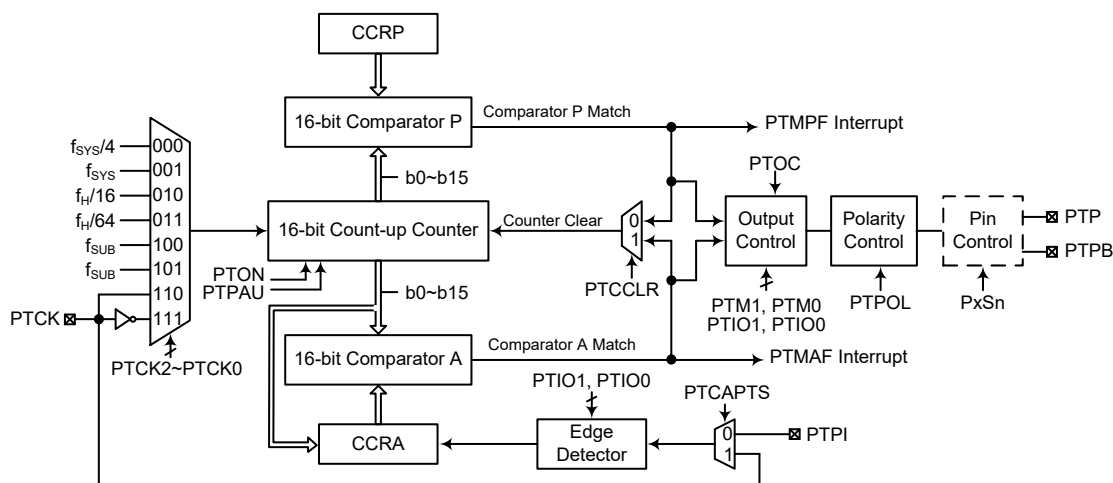 CCRP
16-bit Comparator P
Comparator P Match
PTMPF Interrupt
fSYS/4
000
fSYS
001
fH/16
010
fH/64
011
fSUB
100
fSUB
101
110
111
PTCK
PTCK2~PTCK0
b0~b15
16-bit Count-up Counter
Counter Clear
0
1
PTCCLR
PTON
PTPAU
b0~b15
PTOC
Output
Control
PTM1, PTM0
PTIO1, PTIO0
Polarity
Control
PTPOL
Pin
Control
PxSn
PTP
PTPB
16-bit Comparator A
Comparator A Match
PTMAF Interrupt
CCRA
PTIO1, PTIO0
Edge
Detector
PTCAPTS
0
1
PTPI